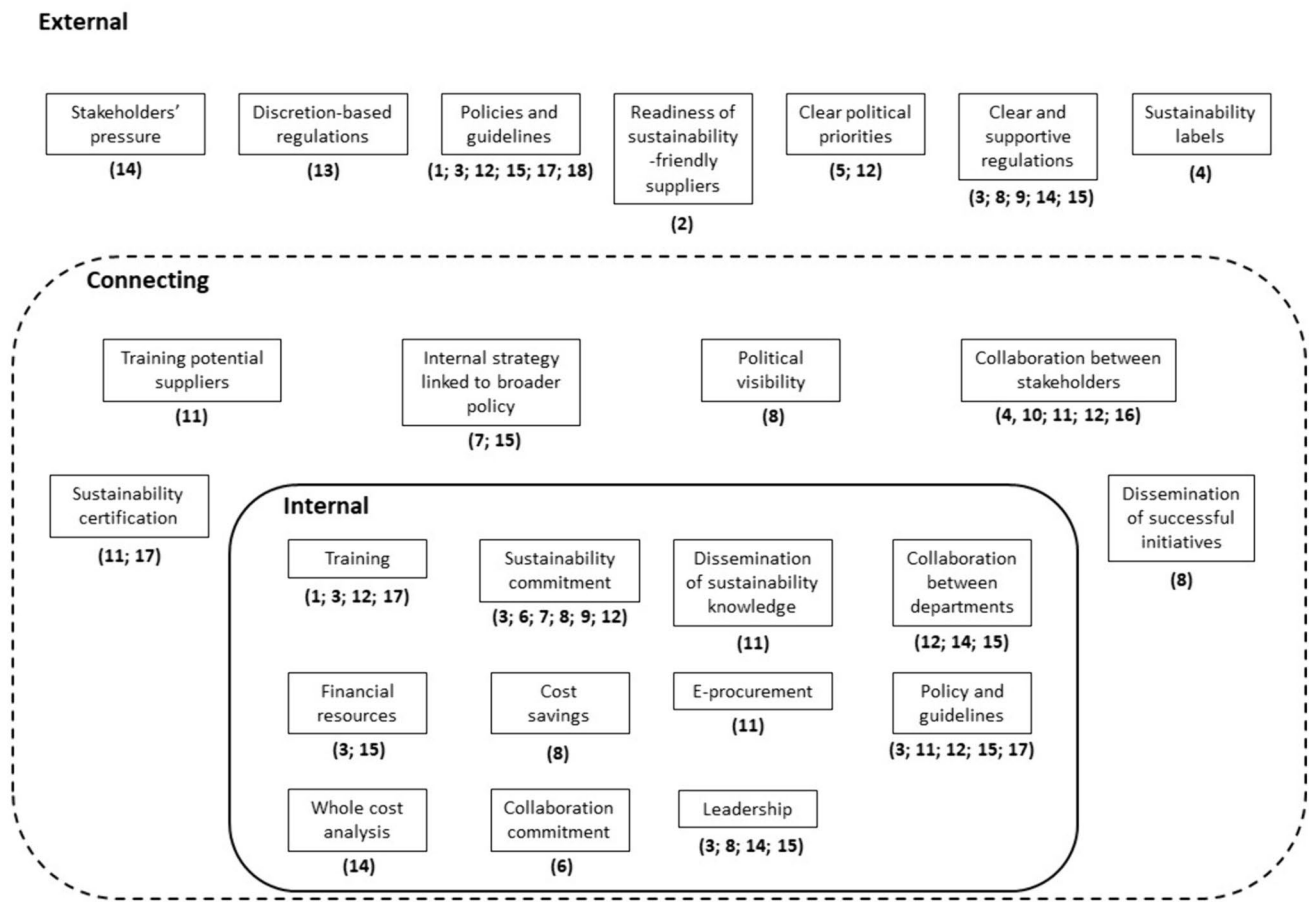 External
Stakeholders'
pressure
(14)
Discretion-based
regulations
(13)
Policies and
guidelines
(1; 3; 12; 15; 17; 18)
Readiness of
sustainability
-friendly
suppliers
(2)
Clear political
priorities
(5; 12)
Clear and
supportive
regulations
(3; 8; 9; 14; 15)
Sustainability
labels
(4)
Connecting
Training potential
suppliers
(11)
Internal strategy
linked to broader
policy
(7; 15)
Political
visibility
(8)
Collaboration between
stakeholders
(4, 10; 11; 12; 16)
Sustainability
certification
(11; 17)
Dissemination
of successful
initiatives
(8)
Internal
Training
(1; 3; 12; 17)
Sustainability
commitment
(3; 6; 7; 8; 9; 12)
Dissemination
of sustainability
knowledge
(11)
Collaboration
between
departments
(12; 14; 15)
Financial
resources
(3; 15)
Cost
savings
(8)
E-procurement
(11)
Policy and
guidelines
(3; 11; 12; 15; 17)
Whole cost
analysis
(14)
Collaboration
commitment
(6)
Leadership
(3; 8; 14; 15)